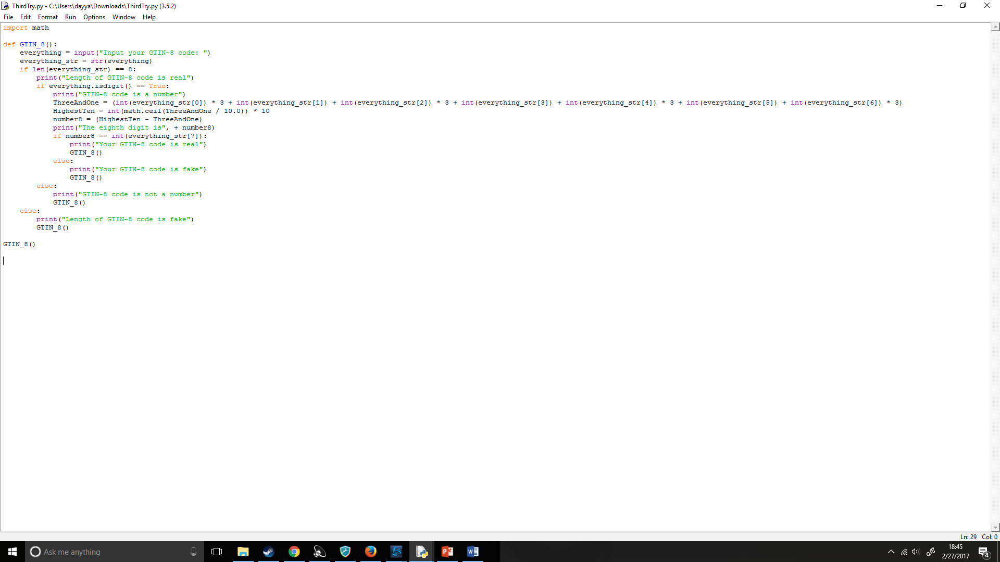 ThirdTry.py - C:\Users\dayya\Downloads\ThirdTry.py (3.5.2)
File Edit Format Run Options Window Help
import math

def GTIN_8():
    everything = input("Input your GTIN-8 code: ")
    everything_str = str(everything)
    if len(everything_str) == 8:
        print("Length of GTIN-8 code is real")
        if everything.isdigit() == True:
            print("GTIN-8 code is a number")
            ThreeAndOne = (int(everything_str[0]) * 3 + int(everything_str[1]) + int(everything_str[2]) * 3 + int(everything_str[3]) + int(everything_str[4]) * 3 + int(everything_str[5]) + int(everything_str[6]) * 3)
            HighestTen = int(math.ceil(ThreeAndOne / 10.0)) * 10
            number8 = (HighestTen - ThreeAndOne)
            print("The eighth digit is", + number8)
            if number8 == int(everything_str[7]):
                print("Your GTIN-8 code is real")
                GTIN_8()
            else:
                print("Your GTIN-8 code is fake")
                GTIN_8()
        else:
            print("GTIN-8 code is not a number")
            GTIN_8()
    else:
        print("Length of GTIN-8 code is fake")
        GTIN_8()

GTIN_8()
Ln: 29 Col: 0
Ask me anything
18:45
2/27/2017
4